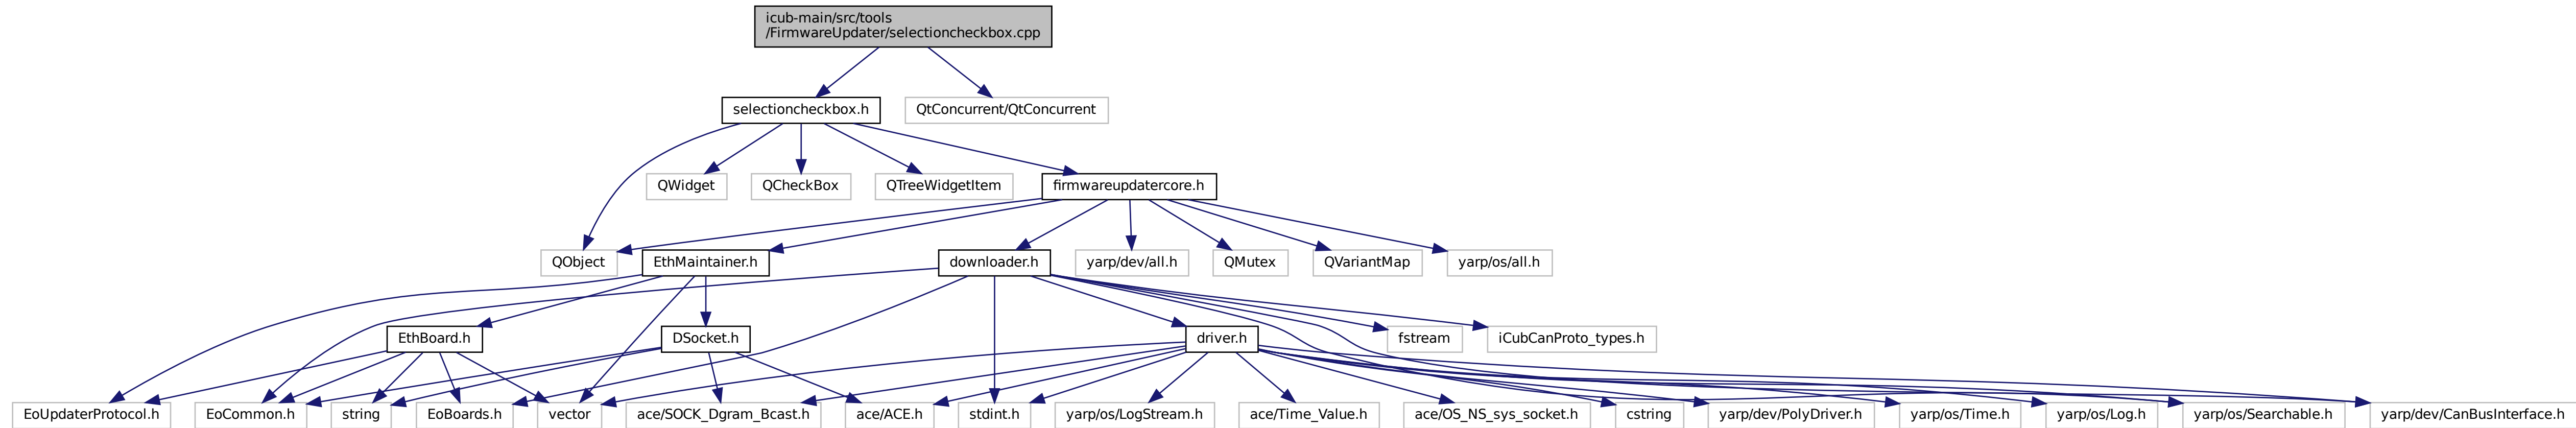 icub-main/src/tools
/FirmwareUpdater/selectioncheckbox.cpp
selectioncheckbox.h
QtConcurrent/QtConcurrent
QWidget
QCheckBox
QTreeWidgetItem
firmwareupdatercore.h
QObject
EthMaintainer.h
downloader.h
yarp/dev/all.h
QMutex
QVariantMap
yarp/os/all.h
EthBoard.h
DSocket.h
driver.h
fstream
iCubCanProto_types.h
EoUpdaterProtocol.h
EoCommon.h
string
EoBoards.h
vector
ace/SOCK_Dgram_Bcast.h
ace/ACE.h
stdint.h
yarp/os/LogStream.h
ace/Time_Value.h
ace/OS_NS_sys_socket.h
cstring
yarp/dev/PolyDriver.h
yarp/os/Time.h
yarp/os/Log.h
yarp/os/Searchable.h
yarp/dev/CanBusInterface.h